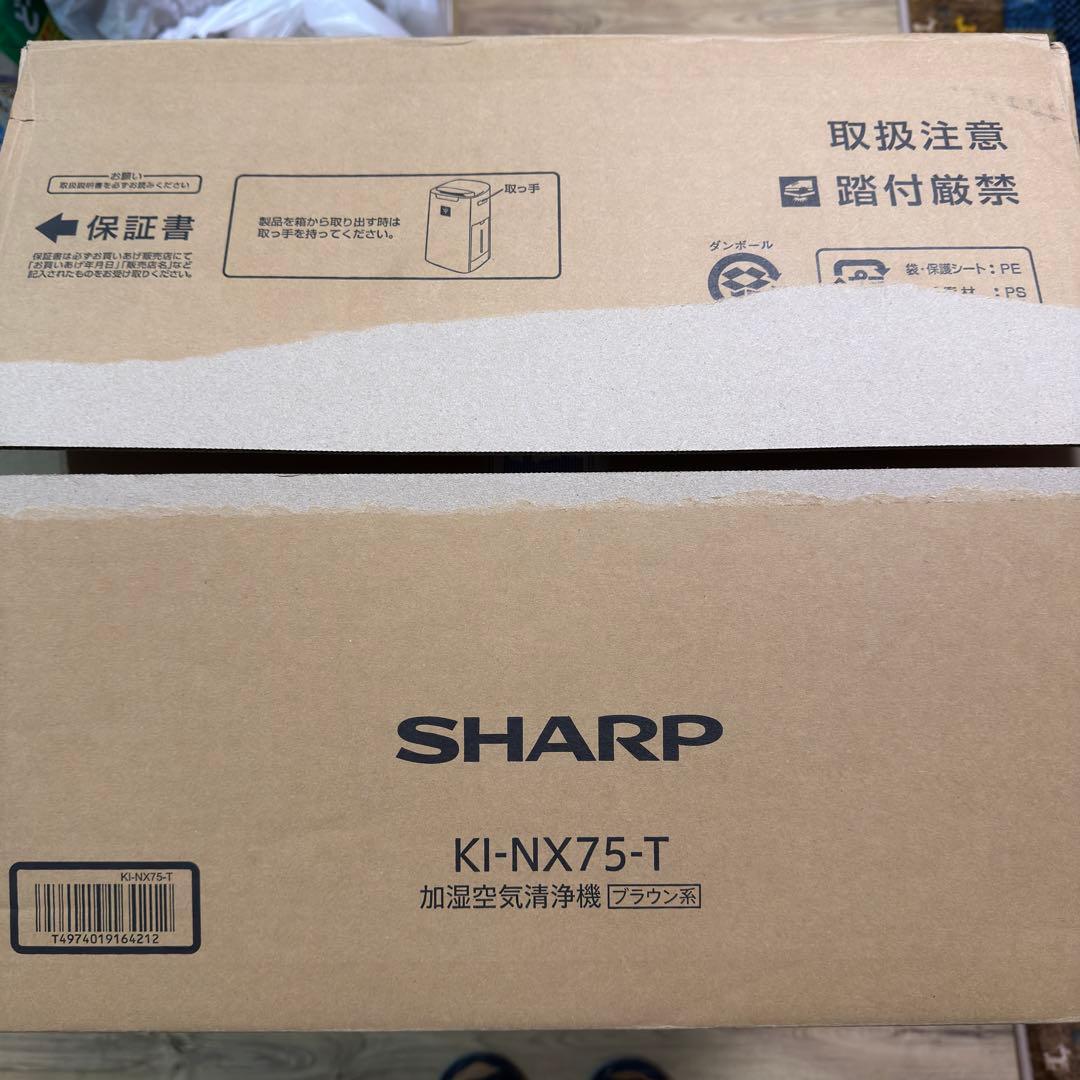 取扱注意
踏付厳禁
お願い
取扱説明書を必ずお読みください
保証書
保証書は必ずお買いあげ販売店にて
「お買いあげ年月日」「販売店名」など
記入されたものをお受け取りください。
製品を箱から取り出す時は
取っ手を持ってください。
取っ手
ダンボール
袋・保護シート：PE
：PS
SHARP
KI-NX75-T
加湿空気清浄機 ブラウン系
KI-NX75-T
T4974019164212